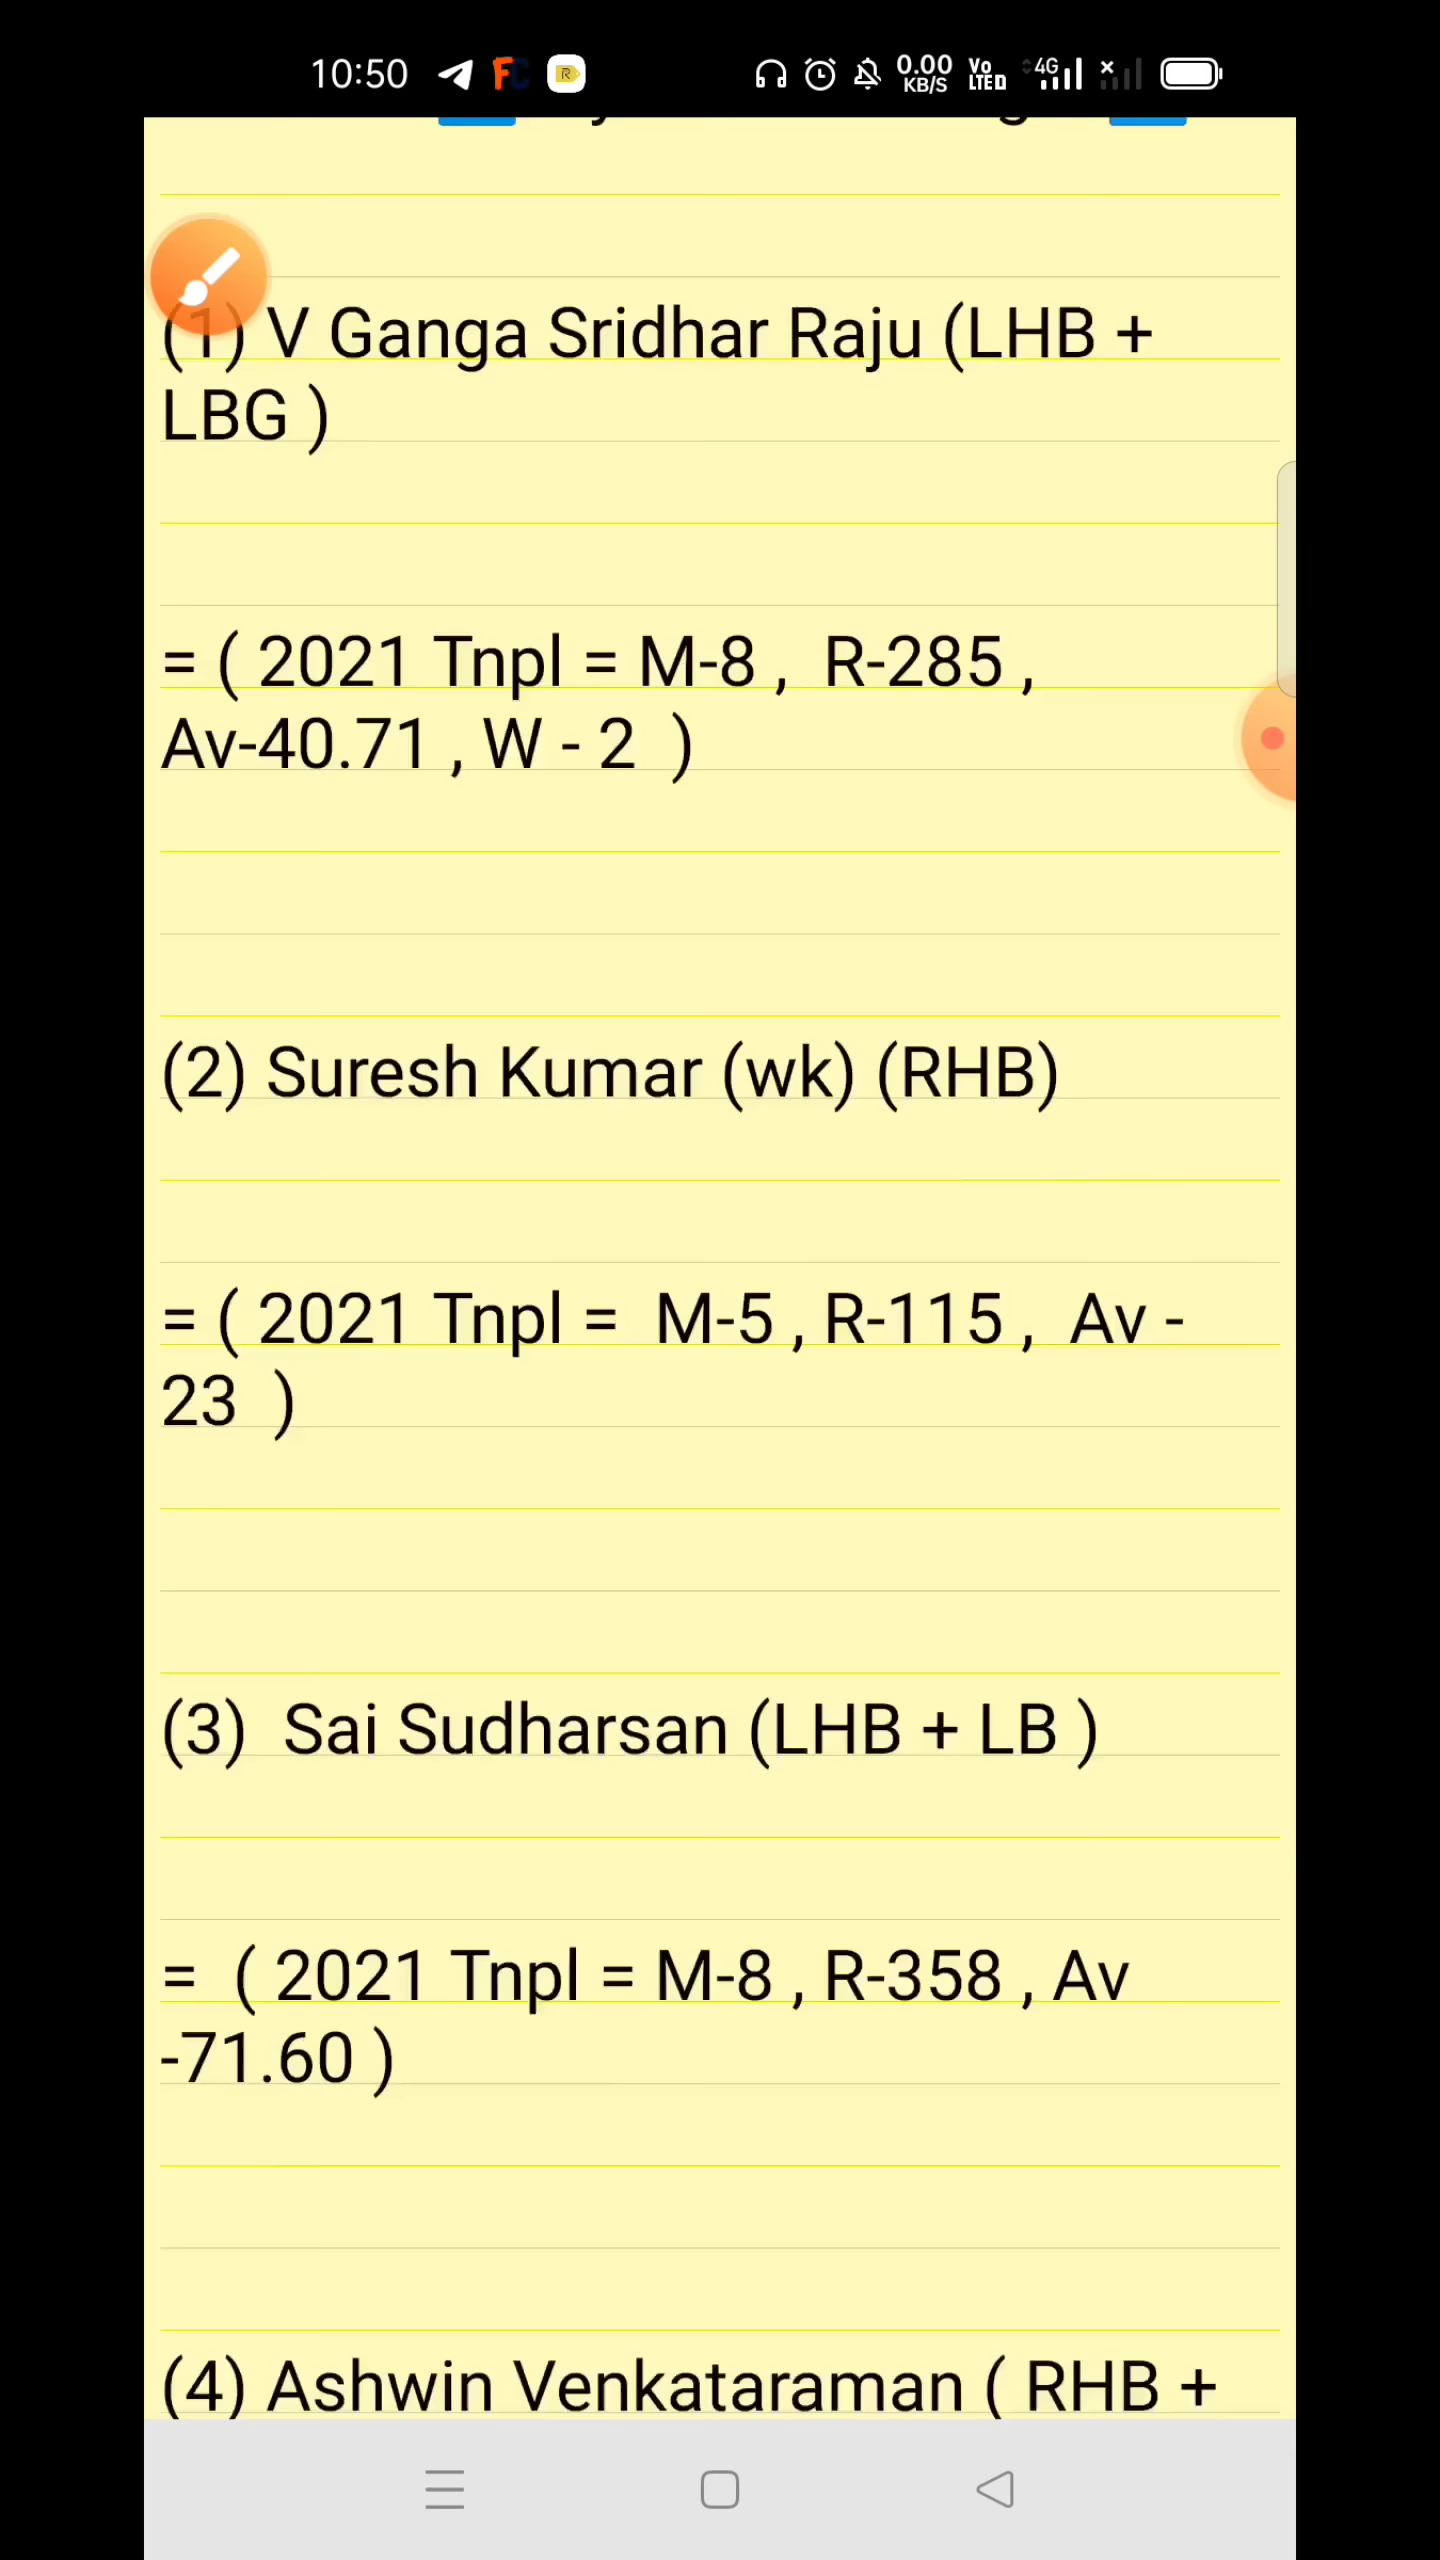 10:50 FC R 0.00 KB/S Vo LTE 4G
(1) V Ganga Sridhar Raju (LHB +
LBG )
= ( 2021 Tnpl = M-8 , R-285 ,
Av-40.71 , W - 2 )
(2) Suresh Kumar (wk) (RHB)
= ( 2021 Tnpl = M-5 , R-115 , Av -
23 )
(3) Sai Sudharsan (LHB + LB )
= ( 2021 Tnpl = M-8 , R-358 , Av
-71.60 )
(4) Ashwin Venkataraman ( RHB +